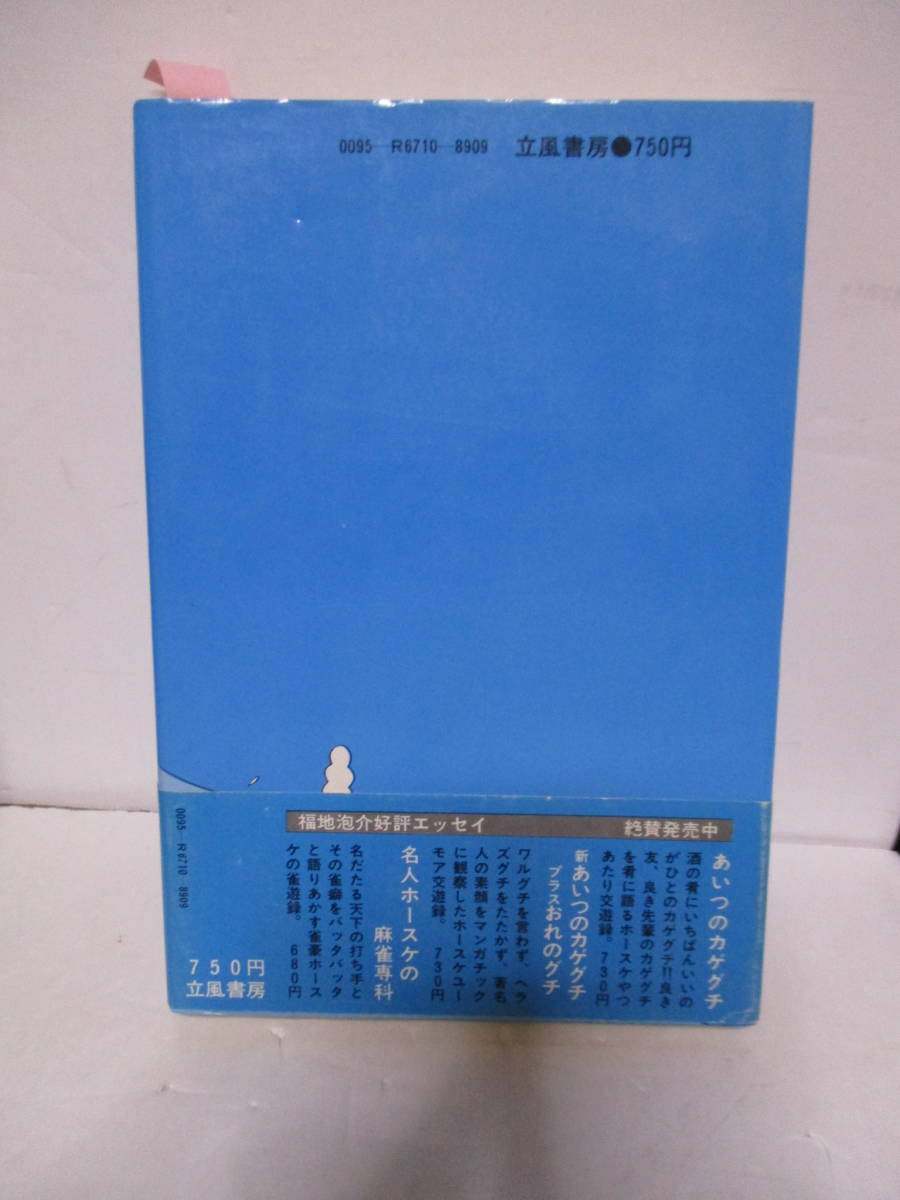 0095—R6710—8909 立風書房●750円
福地泡介好評エッセイ 絶賛発売中
あいつのカゲグチ
酒の肴にいちばんいいの
がひとのカゲグチ!!良き
友、良き先輩のカゲグチ
を肴に語るホースケやつ
あたり交遊録。 730円
新あいつのカゲグチ
プラスおれのグチ
ワルグチを言わず、ヘラ
ズグチをたたかず、著名
人の素顔をマンガチック
に観察したホースケユー
モア交遊録。 730円
名人ホースケの
麻雀専科
名だたる天下の打ち手と
その雀癖をバッタバッタ
と語りあかす雀豪ホース
ケの雀遊録。 680円
0095—R6710—8909
750円
立風書房